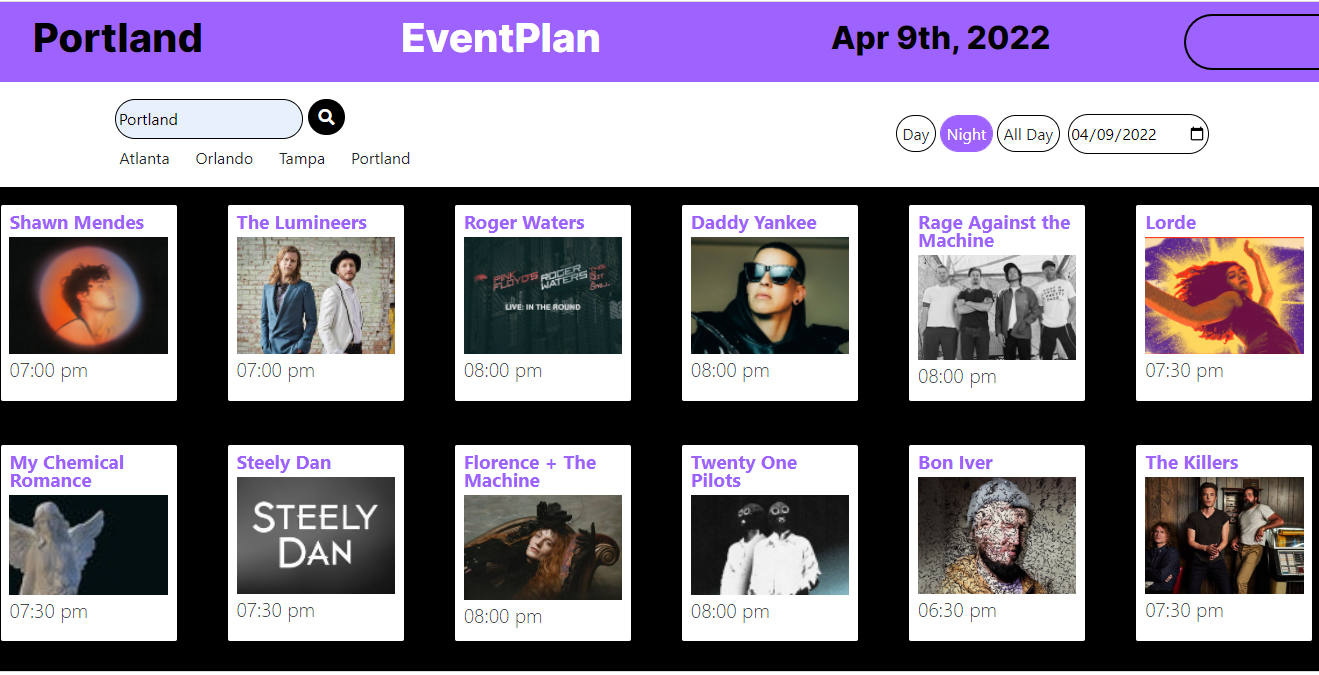 Portland
EventPlan
Apr 9th, 2022
Portland
Day
Night
All Day
04/09/2022
Atlanta
Orlando
Tampa
Portland
Shawn Mendes
07:00 pm
The Lumineers
07:00 pm
Roger Waters
PINK FLOYD'S
ROGER WATERS
LIVE: IN THE ROUND
08:00 pm
Daddy Yankee
08:00 pm
Rage Against the
Machine
08:00 pm
Lorde
07:30 pm
My Chemical
Romance
07:30 pm
Steely Dan
STEELY
DAN
07:30 pm
Florence + The
Machine
08:00 pm
Twenty One
Pilots
08:00 pm
Bon Iver
06:30 pm
The Killers
07:30 pm